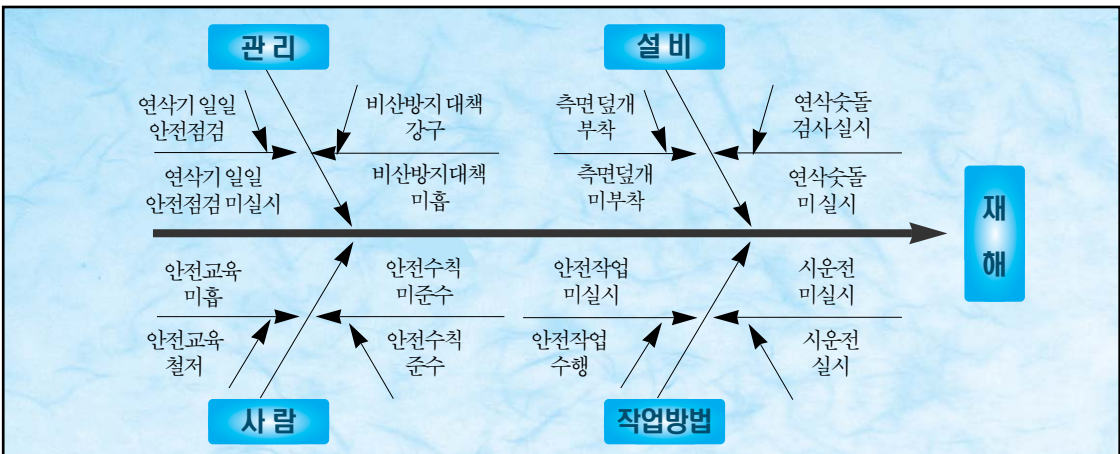 관 리
설 비
연삭기 일일
안전점검
비산방지 대책
강구
측면 덮개
부착
연삭숫돌
검사 실시
연삭기 일일
안전점검 미실시
비산방지대책
미흡
측면덮개
미부착
연삭숫돌
미 실시
재
해
안전교육
미흡
안전수칙
미준수
안전작업
미실시
시운전
미실시
안전교육
철저
안전수칙
준수
안전작업
수행
시운전
실시
사 람
작업방법